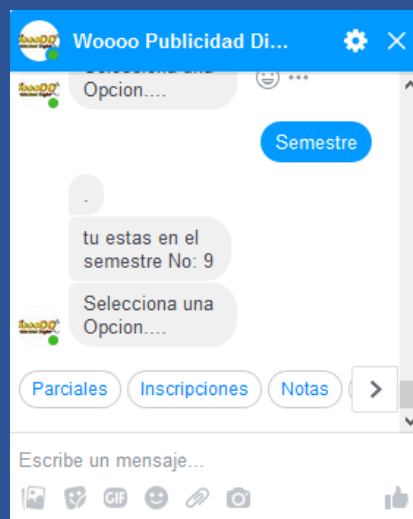 Woooo Publicidad Di...
Selecciona una
Opcion....
Semestre
.
tu estas en el
semestre No: 9
Selecciona una
Opcion....
Parciales
Inscripciones
Notas
Escribe un mensaje...
GIF